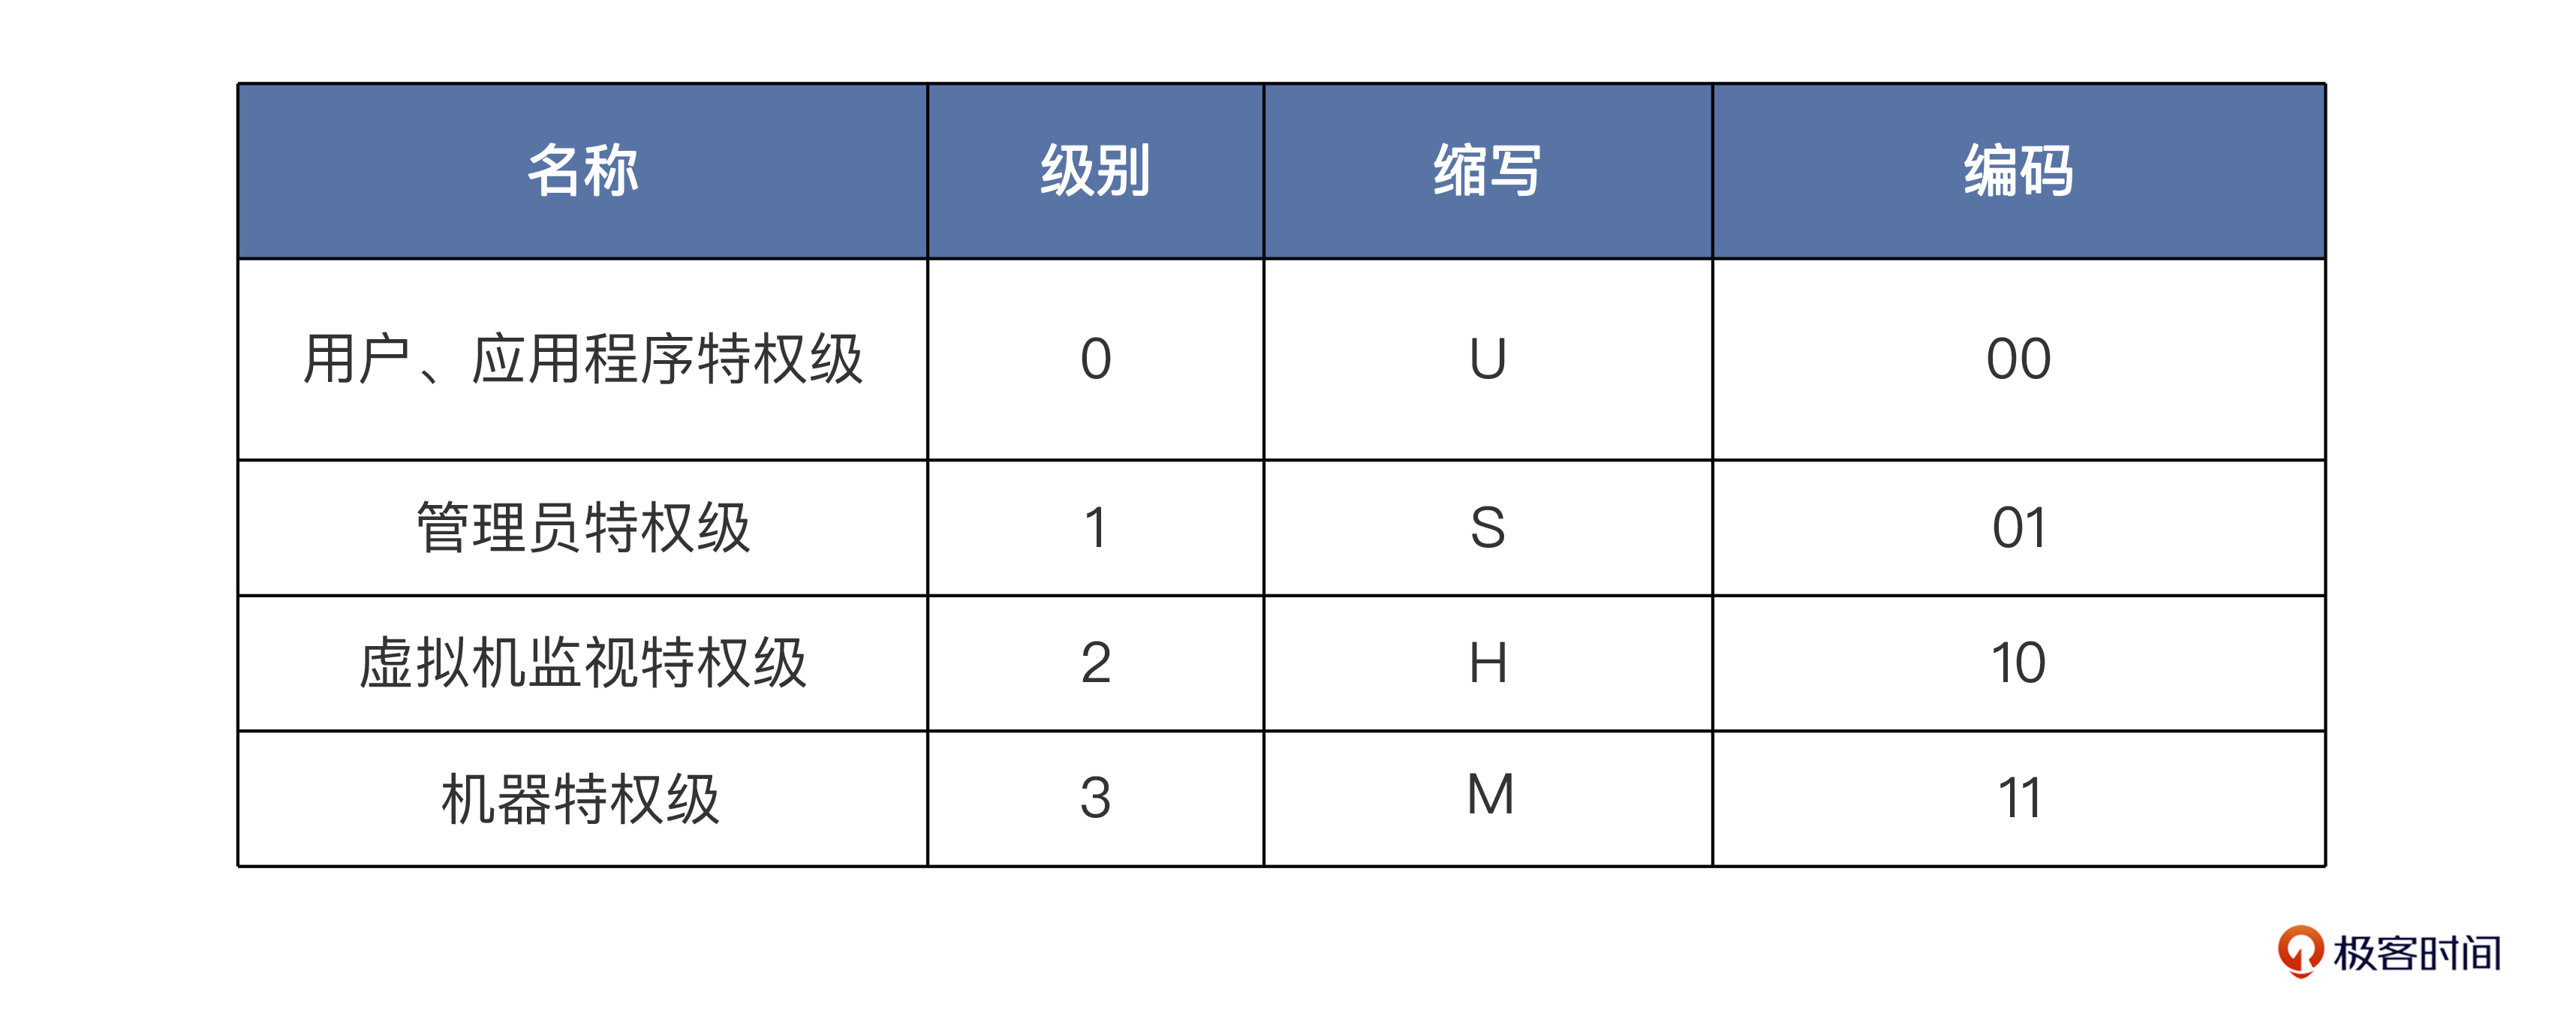 名称 级别 缩写 编码
用户、应用程序特权级 0 U 00
管理员特权级 1 S 01
虚拟机监视特权级 2 H 10
机器特权级 3 M 11
极客时间